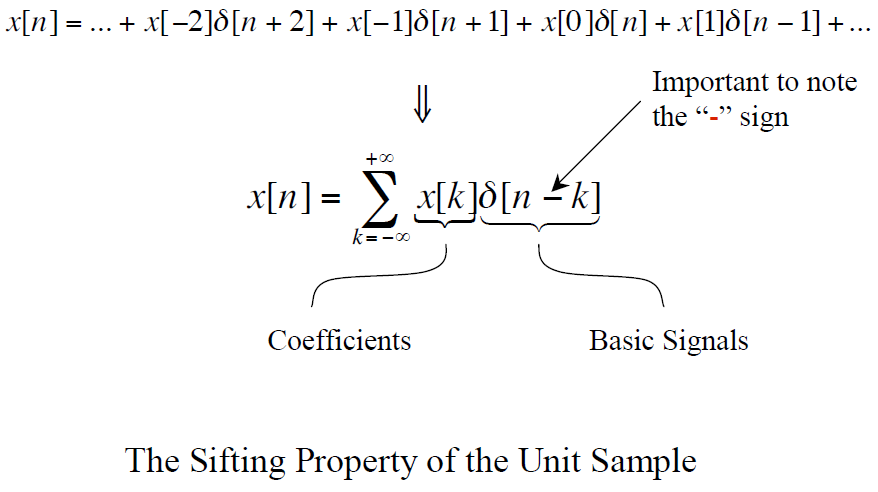 x[n] = ... + x[−2]δ[n + 2] + x[−1]δ[n + 1] + x[0]δ[n] + x[1]δ[n − 1] + ...
Important to note
the “-” sign
⇓
+∞
x[n] = ∑ x[k]δ[n − k]
k = −∞
Coefficients
Basic Signals
The Sifting Property of the Unit Sample